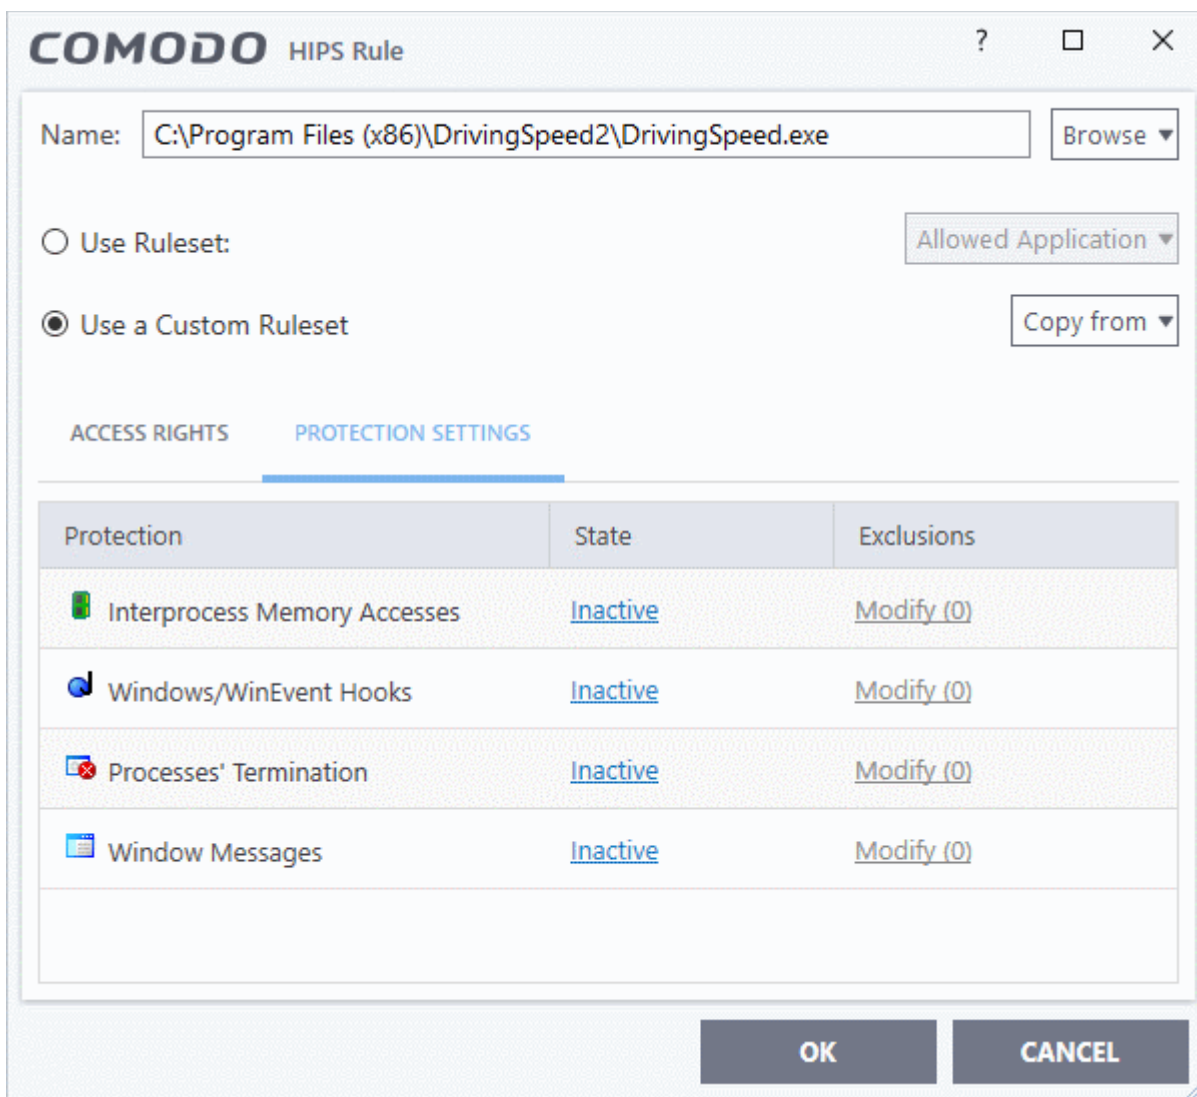 COMODO HIPS Rule ?
Name: C:\Program Files (x86)\DrivingSpeed2\DrivingSpeed.exe Browse
Use Ruleset: Allowed Application
Use a Custom Ruleset Copy from
ACCESS RIGHTS PROTECTION SETTINGS
Protection State Exclusions
Interprocess Memory Accesses Inactive Modify (0)
Windows/WinEvent Hooks Inactive Modify (0)
Processes' Termination Inactive Modify (0)
Window Messages Inactive Modify (0)
OK CANCEL